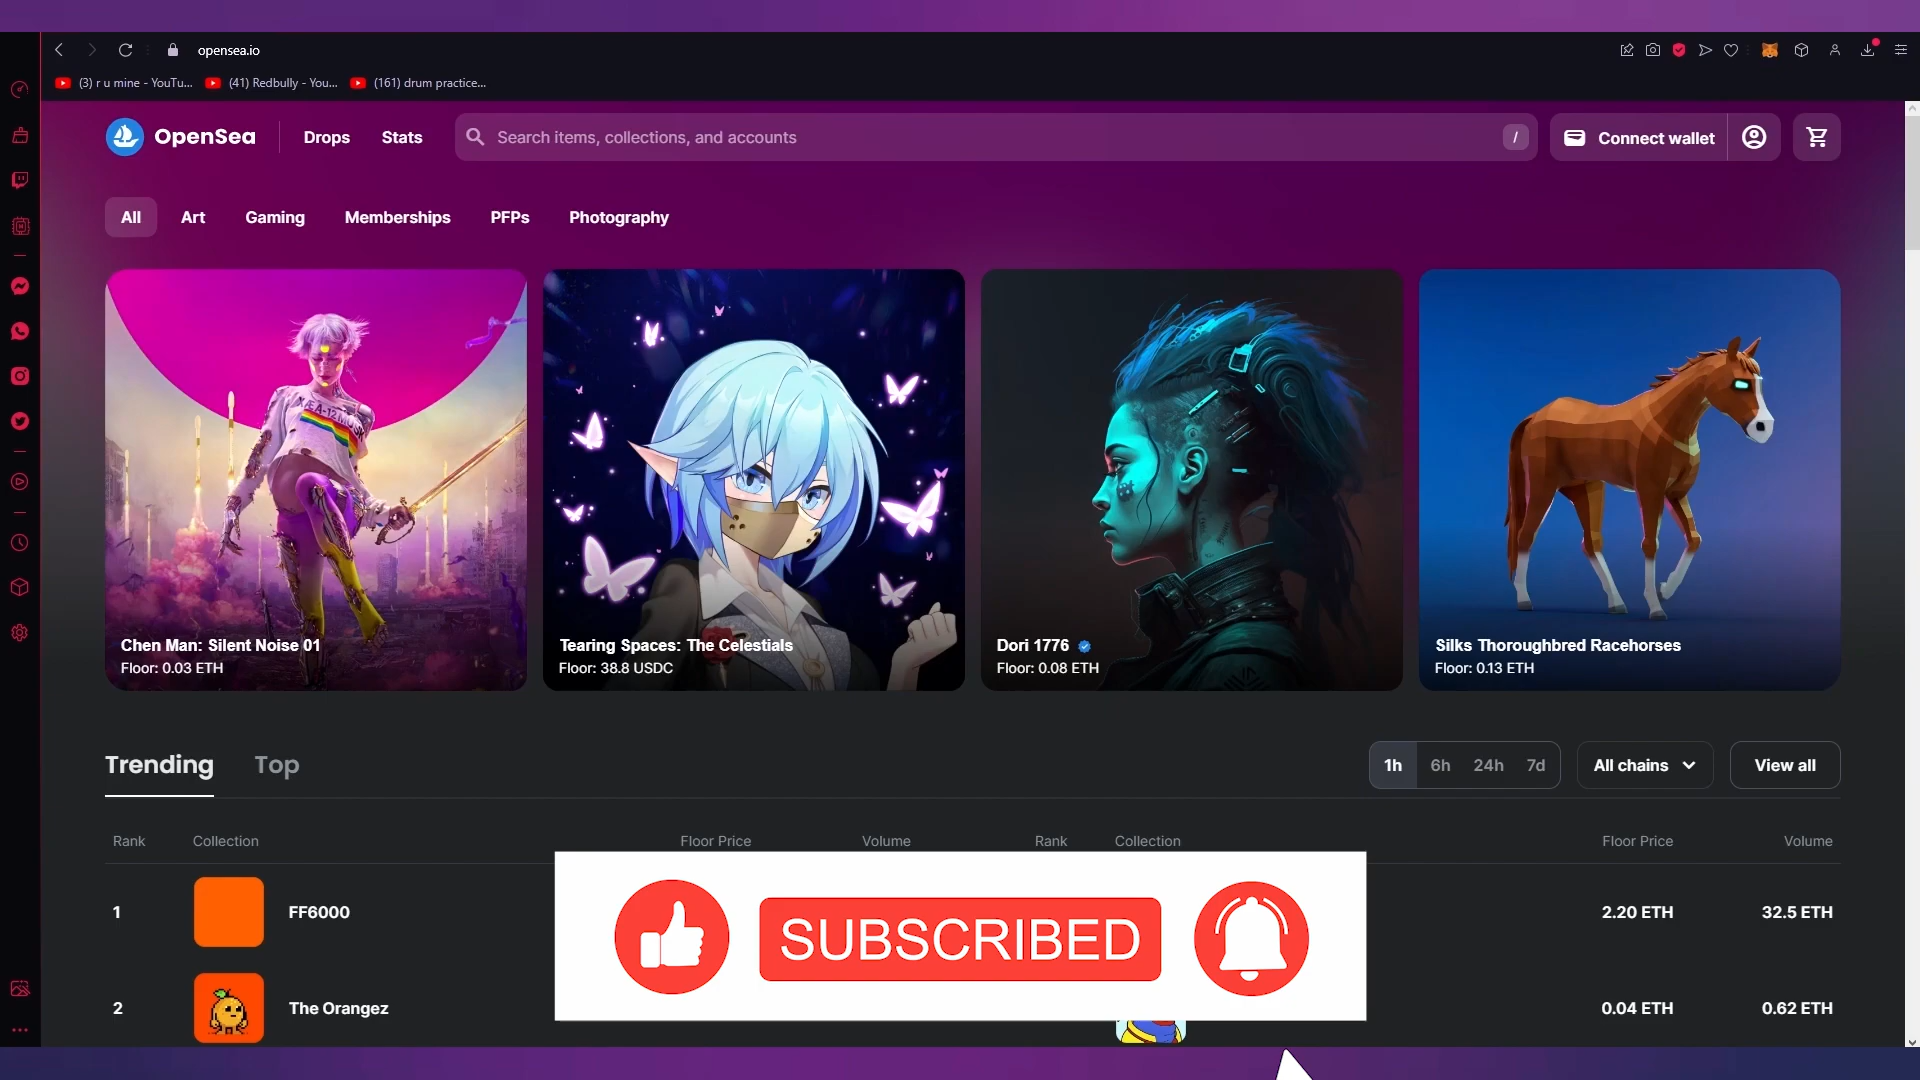 opensea.io
(3) r u mine - YouTu...
(41) Redbully - You...
(161) drum practice...
OpenSea
Drops
Stats
Search items, collections, and accounts
/
Connect wallet
All
Art
Gaming
Memberships
PFPs
Photography
Chen Man: Silent Noise 01
Floor: 0.03 ETH
Tearing Spaces: The Celestials
Floor: 38.8 USDC
Dori 1776
Floor: 0.08 ETH
Silks Thoroughbred Racehorses
Floor: 0.13 ETH
Trending
Top
1h
6h
24h
7d
All chains
View all
Rank
Collection
Floor Price
Volume
Rank
Collection
Floor Price
Volume
1
FF6000
2.20 ETH
32.5 ETH
SUBSCRIBED
2
The Orangez
0.04 ETH
0.62 ETH